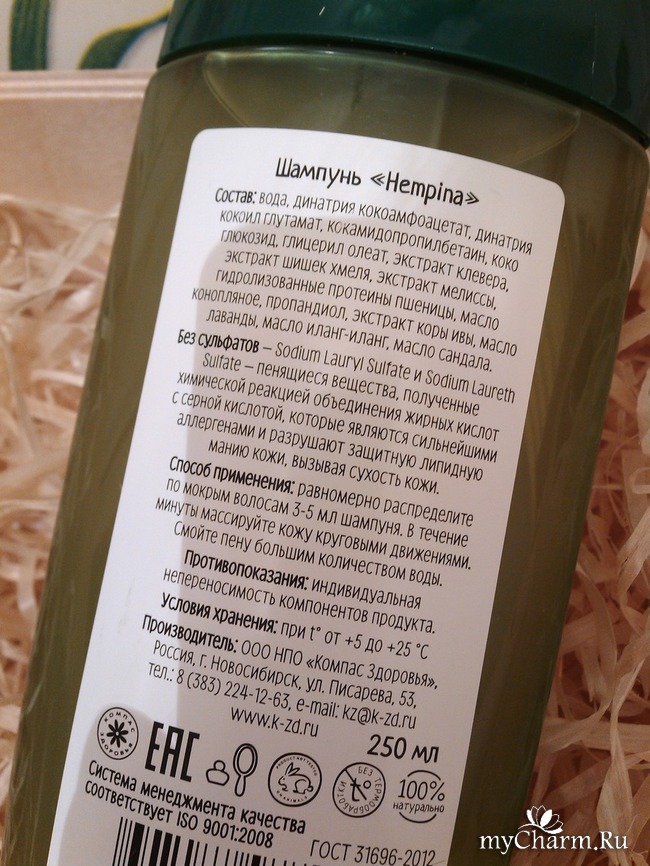 Шампунь «Hempina»
Состав: вода, динатрия кокоамфоацетат, динатрия
кокоил глутамат, кокамидопропилбетаин, коко
глюкозид, глицерил олеат, экстракт клевера,
экстракт шишек хмеля, экстракт мелиссы,
гидролизованные протеины пшеницы, масло
конопляное, пропандиол, экстракт коры ивы, масло
лаванды, масло иланг-иланг, масло сандала.
Без сульфатов – Sodium Lauryl Sulfate и Sodium Laureth
Sulfate – пенящиеся вещества, полученные
химической реакцией объединения жирных кислот
с серной кислотой, которые являются сильнейшими
аллергенами и разрушают защитную липидную
манию кожи, вызывая сухость кожи.
Способ применения: равномерно распределите
по мокрым волосам 3-5 мл шампуня. В течение
минуты массируйте кожу круговыми движениями.
Смойте пену большим количеством воды.
Противопоказания: индивидуальная
непереносимость компонентов продукта.
Условия хранения: при t° от +5 до +25 °C
Производитель: ООО НПО «Компас Здоровья»,
Россия, г. Новосибирск, ул. Писарева, 53,
тел.: 8 (383) 224-12-63, e-mail: kz@k-zd.ru
www.k-zd.ru
250 мл
КОМПАС ЗДОРОВЬЯ
EAC
БЕЗ ТЕРМООБРАБОТКИ
t°c
100%
натурально
Система менеджмента качества
соответствует ISO 9001:2008
ГОСТ 31696-2012
myCharm.Ru